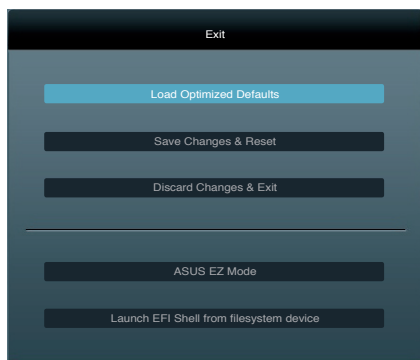 Exit
Load Optimized Defaults
Save Changes & Reset
Discard Changes & Exit
ASUS EZ Mode
Launch EFI Shell from filesystem device